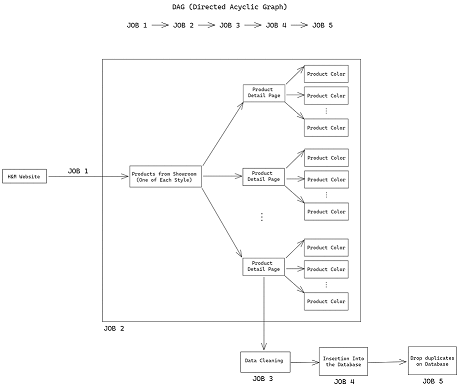 DAG (Directed Acyclic Graph)
JOB 1 JOB 2 JOB 3 JOB 4 JOB 5
Product
Detail Page
Product Color
Product Color
Product Color
H&M Website
JOB 1
Products from Showroom
(One of Each Style)
Product
Detail Page
Product Color
Product Color
Product Color
Product
Detail Page
Product Color
Product Color
Product Color
JOB 2
Data Cleaning
JOB 3
Insertion Into
the Database
JOB 4
Drop duplicates
on Database
JOB 5